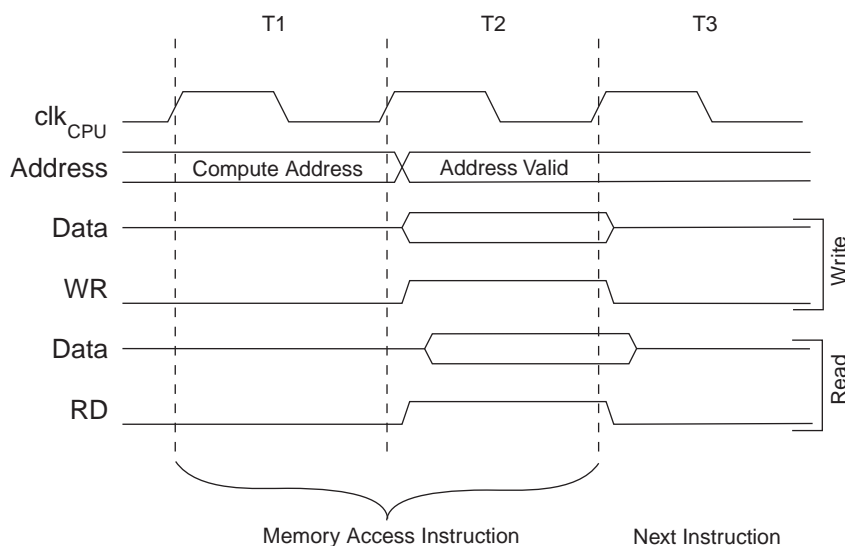 T1 T2 T3
clkCPU
Address Compute Address Address Valid
Data
WR
Write
Data
RD
Read
Memory Access Instruction Next Instruction